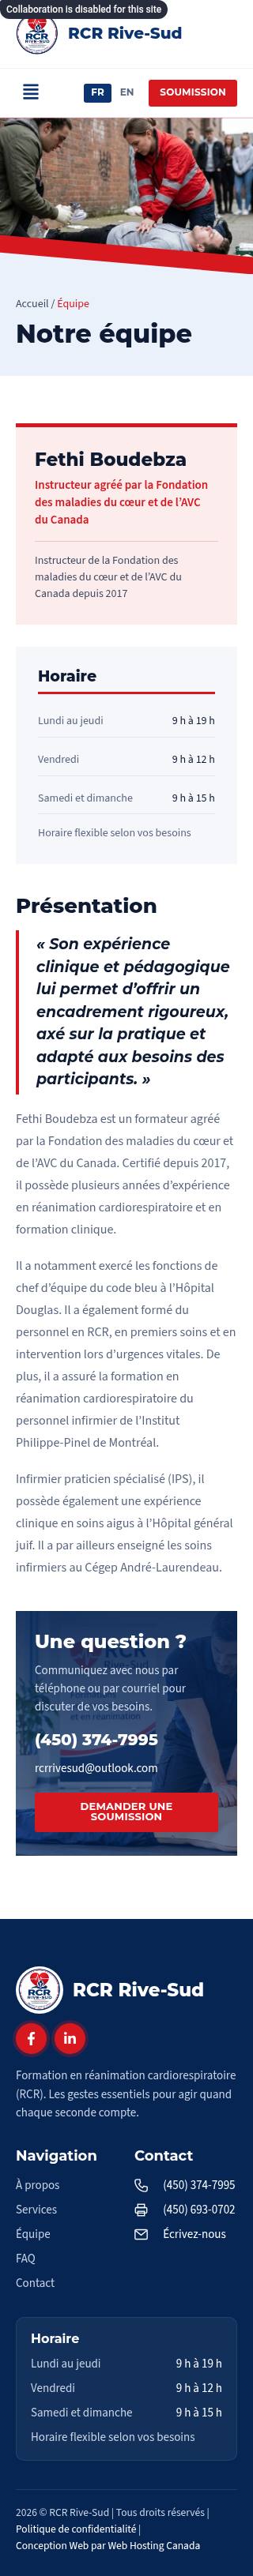 Collaboration is disabled for this site
RCR
RCR Rive-Sud
FR
EN
SOUMISSION
Accueil / Équipe
Notre équipe
Fethi Boudebza
Instructeur agréé par la Fondation
des maladies du cœur et de l’AVC
du Canada
Instructeur de la Fondation des
maladies du cœur et de l’AVC du
Canada depuis 2017
Horaire
Lundi au jeudi 9 h à 19 h
Vendredi 9 h à 12 h
Samedi et dimanche 9 h à 15 h
Horaire flexible selon vos besoins
Présentation
« Son expérience
clinique et pédagogique
lui permet d’offrir un
encadrement rigoureux,
axé sur la pratique et
adapté aux besoins des
participants. »
Fethi Boudebza est un formateur agréé
par la Fondation des maladies du cœur et
de l’AVC du Canada. Certifié depuis 2017,
il possède plusieurs années d’expérience
en réanimation cardiorespiratoire et en
formation clinique.
Il a notamment exercé les fonctions de
chef d’équipe du code bleu à l’Hôpital
Douglas. Il a également formé du
personnel en RCR, en premiers soins et en
intervention lors d’urgences vitales. De
plus, il a assuré la formation en
réanimation cardiorespiratoire du
personnel infirmier de l’Institut
Philippe-Pinel de Montréal.
Infirmier praticien spécialisé (IPS), il
possède également une expérience
clinique en soins aigus à l’Hôpital général
juif. Il a par ailleurs enseigné les soins
infirmiers au Cégep André-Laurendeau.
Une question ?
Communiquez avec nous par
téléphone ou par courriel pour
discuter de vos besoins.
et en réanimation
(450) 374-7995
rcrrivesud@outlook.com
DEMANDER UNE
SOUMISSION
RCR
RCR Rive-Sud
Formation en réanimation cardiorespiratoire
(RCR). Les gestes essentiels pour agir quand
chaque seconde compte.
Navigation
À propos
Services
Équipe
FAQ
Contact
Contact
(450) 374-7995
(450) 693-0702
Écrivez-nous
Horaire
Lundi au jeudi 9 h à 19 h
Vendredi 9 h à 12 h
Samedi et dimanche 9 h à 15 h
Horaire flexible selon vos besoins
2026 © RCR Rive-Sud | Tous droits réservés |
Politique de confidentialité |
Conception Web par Web Hosting Canada